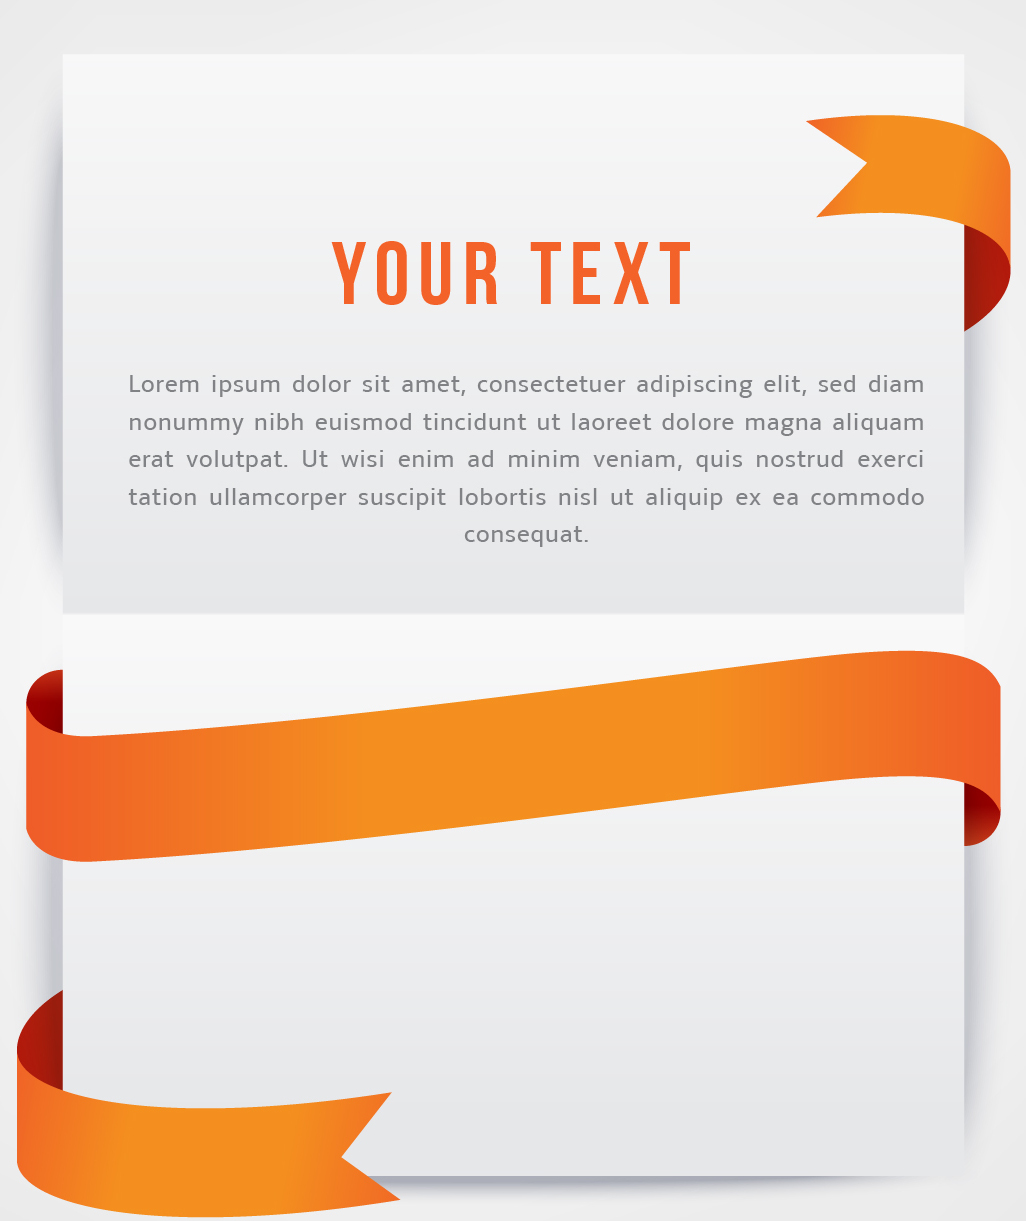 YOUR TEXT
Lorem ipsum dolor sit amet, consectetuer adipiscing elit, sed diam
nonummy nibh euismod tincidunt ut laoreet dolore magna aliquam
erat volutpat. Ut wisi enim ad minim veniam, quis nostrud exerci
tation ullamcorper suscipit lobortis nisl ut aliquip ex ea commodo
consequat.